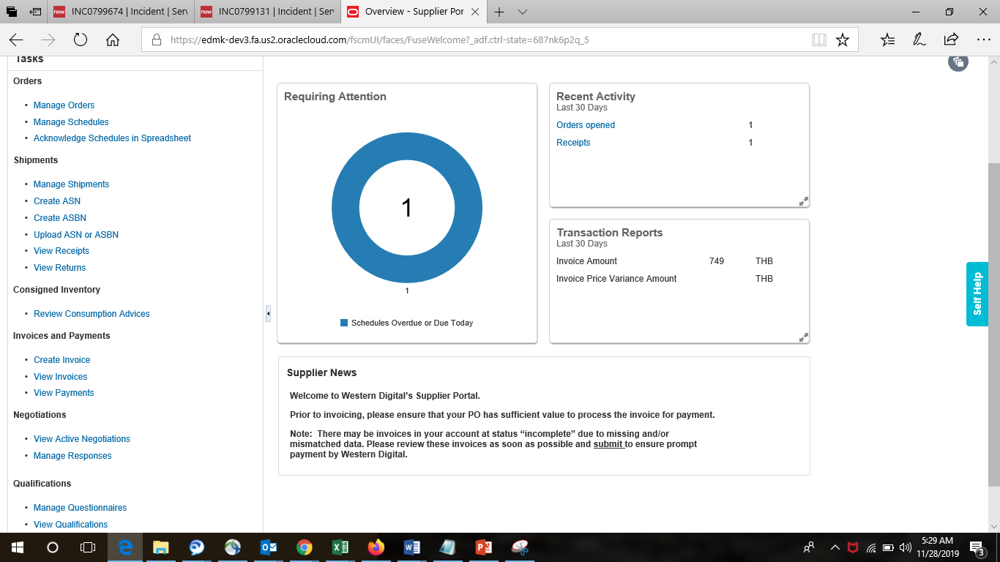 INC0799674 | Incident | Serv
INC0799131 | Incident | Serv
Overview - Supplier Por
https://edmk-dev3.fa.us2.oraclecloud.com/fscmUI/faces/FuseWelcome?_adf.ctrl-state=687nk6p2q_5
Tasks
Orders
Manage Orders
Manage Schedules
Acknowledge Schedules in Spreadsheet
Shipments
Manage Shipments
Create ASN
Create ASBN
Upload ASN or ASBN
View Receipts
View Returns
Consigned Inventory
Review Consumption Advices
Invoices and Payments
Create Invoice
View Invoices
View Payments
Negotiations
View Active Negotiations
Manage Responses
Qualifications
Manage Questionnaires
View Qualifications
Requiring Attention
1
1
Schedules Overdue or Due Today
Recent Activity
Last 30 Days
Orders opened 1
Receipts 1
Transaction Reports
Last 30 Days
Invoice Amount 749 THB
Invoice Price Variance Amount THB
Supplier News
Welcome to Western Digital’s Supplier Portal.
Prior to invoicing, please ensure that your PO has sufficient value to process the invoice for payment.
Note:  There may be invoices in your account at status “incomplete” due to missing and/or
mismatched data. Please review these invoices as soon as possible and submit to ensure prompt
payment by Western Digital.
Self Help
5:29 AM
11/28/2019
3